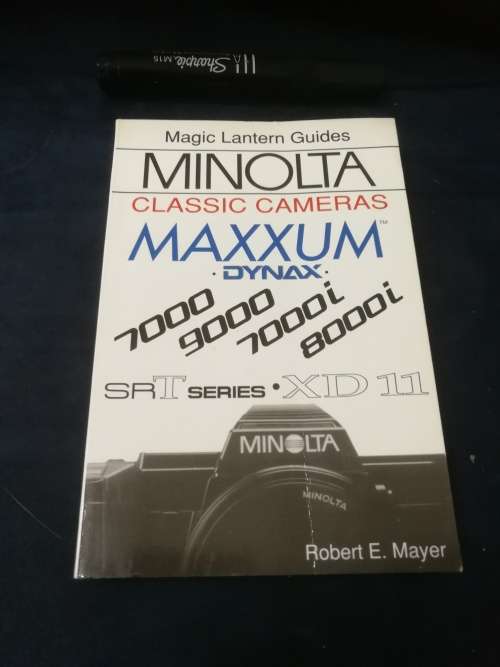 Sharpie M15
Magic Lantern Guides
MINOLTA
CLASSIC CAMERAS
MAXXUM™
· DYNAX ·
7000
9000
7000i
8000i
SRT SERIES · XD 11
MINOLTA
MINOLTA
Robert E. Mayer